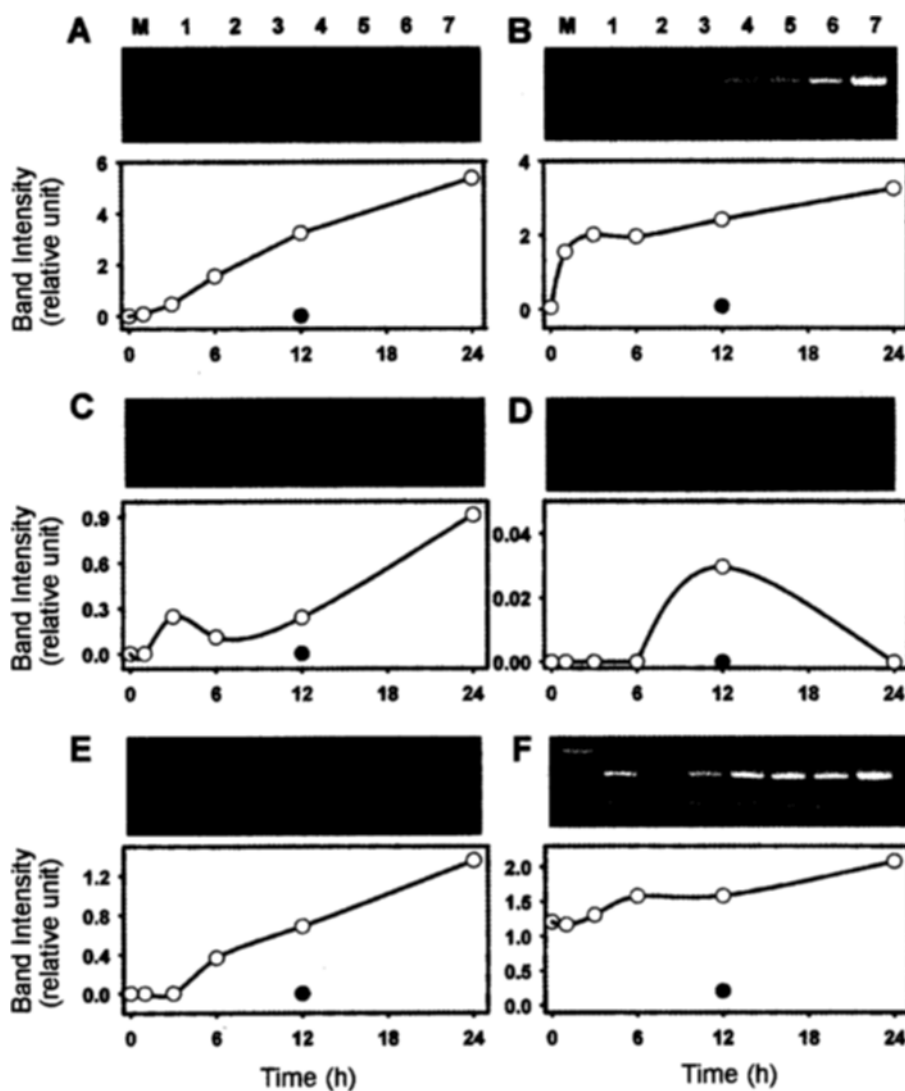 A M 1 2 3 4 5 6 7
B M 1 2 3 4 5 6 7
Band Intensity
(relative unit)
6
4
2
0
0 6 12 18 24
4
2
0
0 6 12 18 24
C
D
Band Intensity
(relative unit)
0.9
0.6
0.3
0.0
0 6 12 18 24
0.04
0.02
0.00
0 6 12 18 24
E
F
Band Intensity
(relative unit)
1.2
0.8
0.4
0.0
0 6 12 18 24
Time (h)
2.0
1.5
1.0
0.5
0.0
0 6 12 18 24
Time (h)